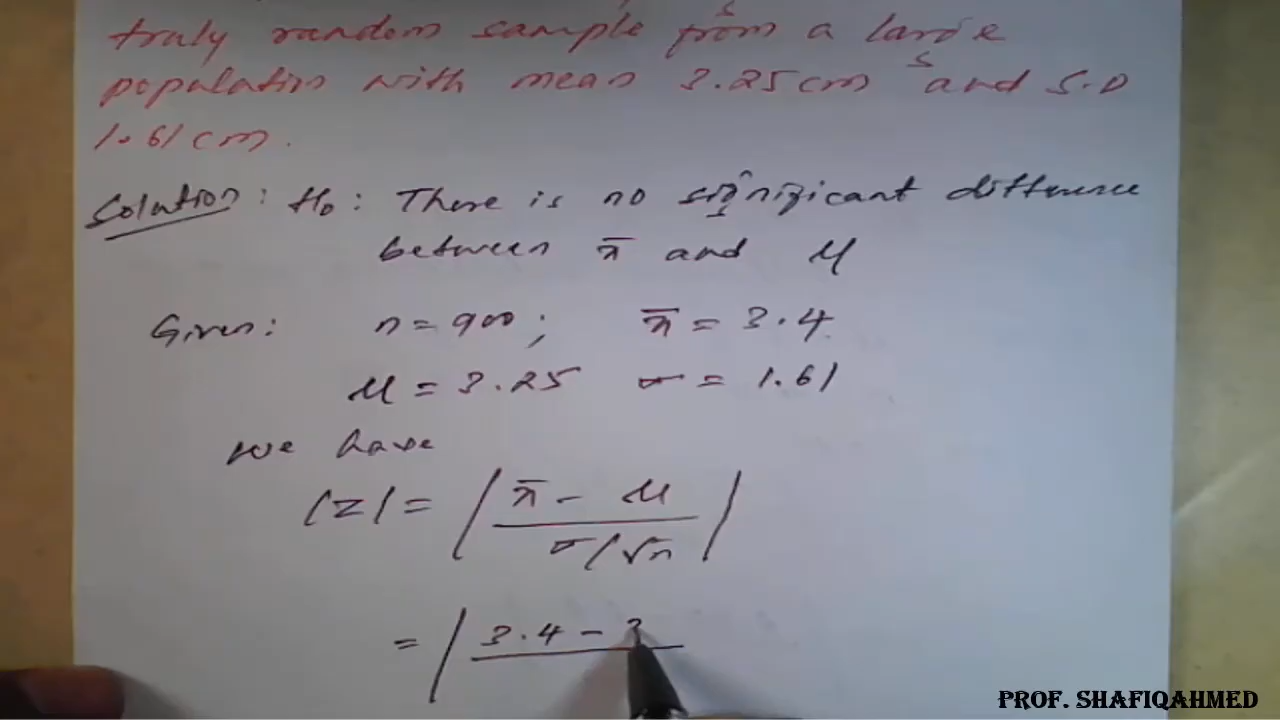 truly random sample from a large
population with mean 3.25 cms and S.D
1.61 cm.
Solution: H₀: There is no significant difference
between x̄ and μ
Given: n = 900; x̄ = 3.4
μ = 3.25 σ = 1.61
we have
|Z| = | x̄ - μ / σ/√n |
= | 3.4 - 3
PROF. SHAFIQAHMED